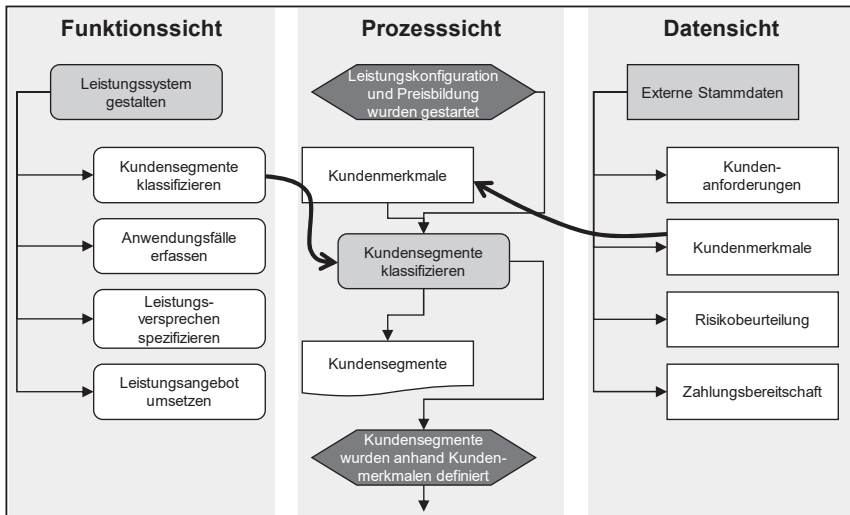 Funktionssicht
Leistungssystem
gestalten
Kundensegmente
klassifizieren
Anwendungsfälle
erfassen
Leistungs-
versprechen
spezifizieren
Leistungsangebot
umsetzen
Prozesssicht
Leistungskonfiguration
und Preisbildung
wurden gestartet
Kundenmerkmale
Kundensegmente
klassifizieren
Kundensegmente
Kundensegmente
wurden anhand Kunden-
merkmalen definiert
Datensicht
Externe Stammdaten
Kunden-
anforderungen
Kundenmerkmale
Risikobeurteilung
Zahlungsbereitschaft